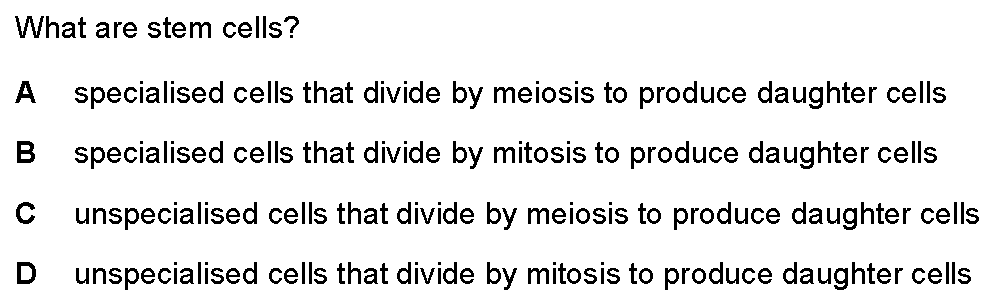 What are stem cells?
A specialised cells that divide by meiosis to produce daughter cells
B specialised cells that divide by mitosis to produce daughter cells
C unspecialised cells that divide by meiosis to produce daughter cells
D unspecialised cells that divide by mitosis to produce daughter cells